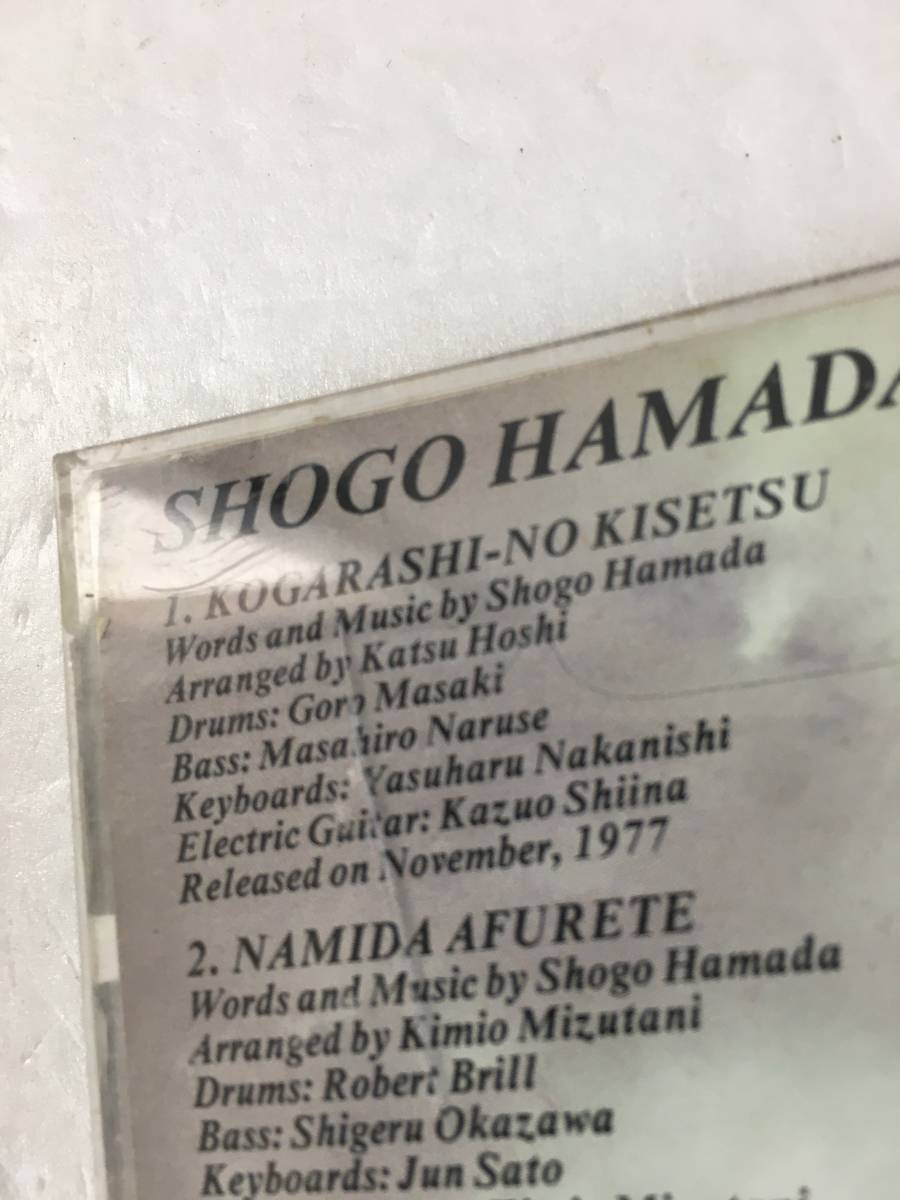 SHOGO HAMADA
1. KOGARASHI-NO KISETSU
Words and Music by Shogo Hamada
Arranged by Katsu Hoshi
Drums: Goro Masaki
Bass: Masahiro Naruse
Keyboards: Yasuharu Nakanishi
Electric Guitar: Kazuo Shiina
Released on November, 1977
2. NAMIDA AFURETE
Words and Music by Shogo Hamada
Arranged by Kimio Mizutani
Drums: Robert Brill
Bass: Shigeru Okazawa
Keyboards: Jun Sato